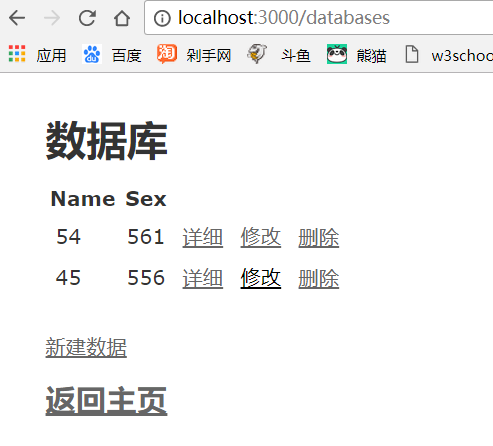 localhost:3000/databases
应用 百度 剁手网 斗鱼 熊猫 w3schoo
数据库
Name Sex
54 561 详细 修改 删除
45 556 详细 修改 删除
新建数据
返回主页